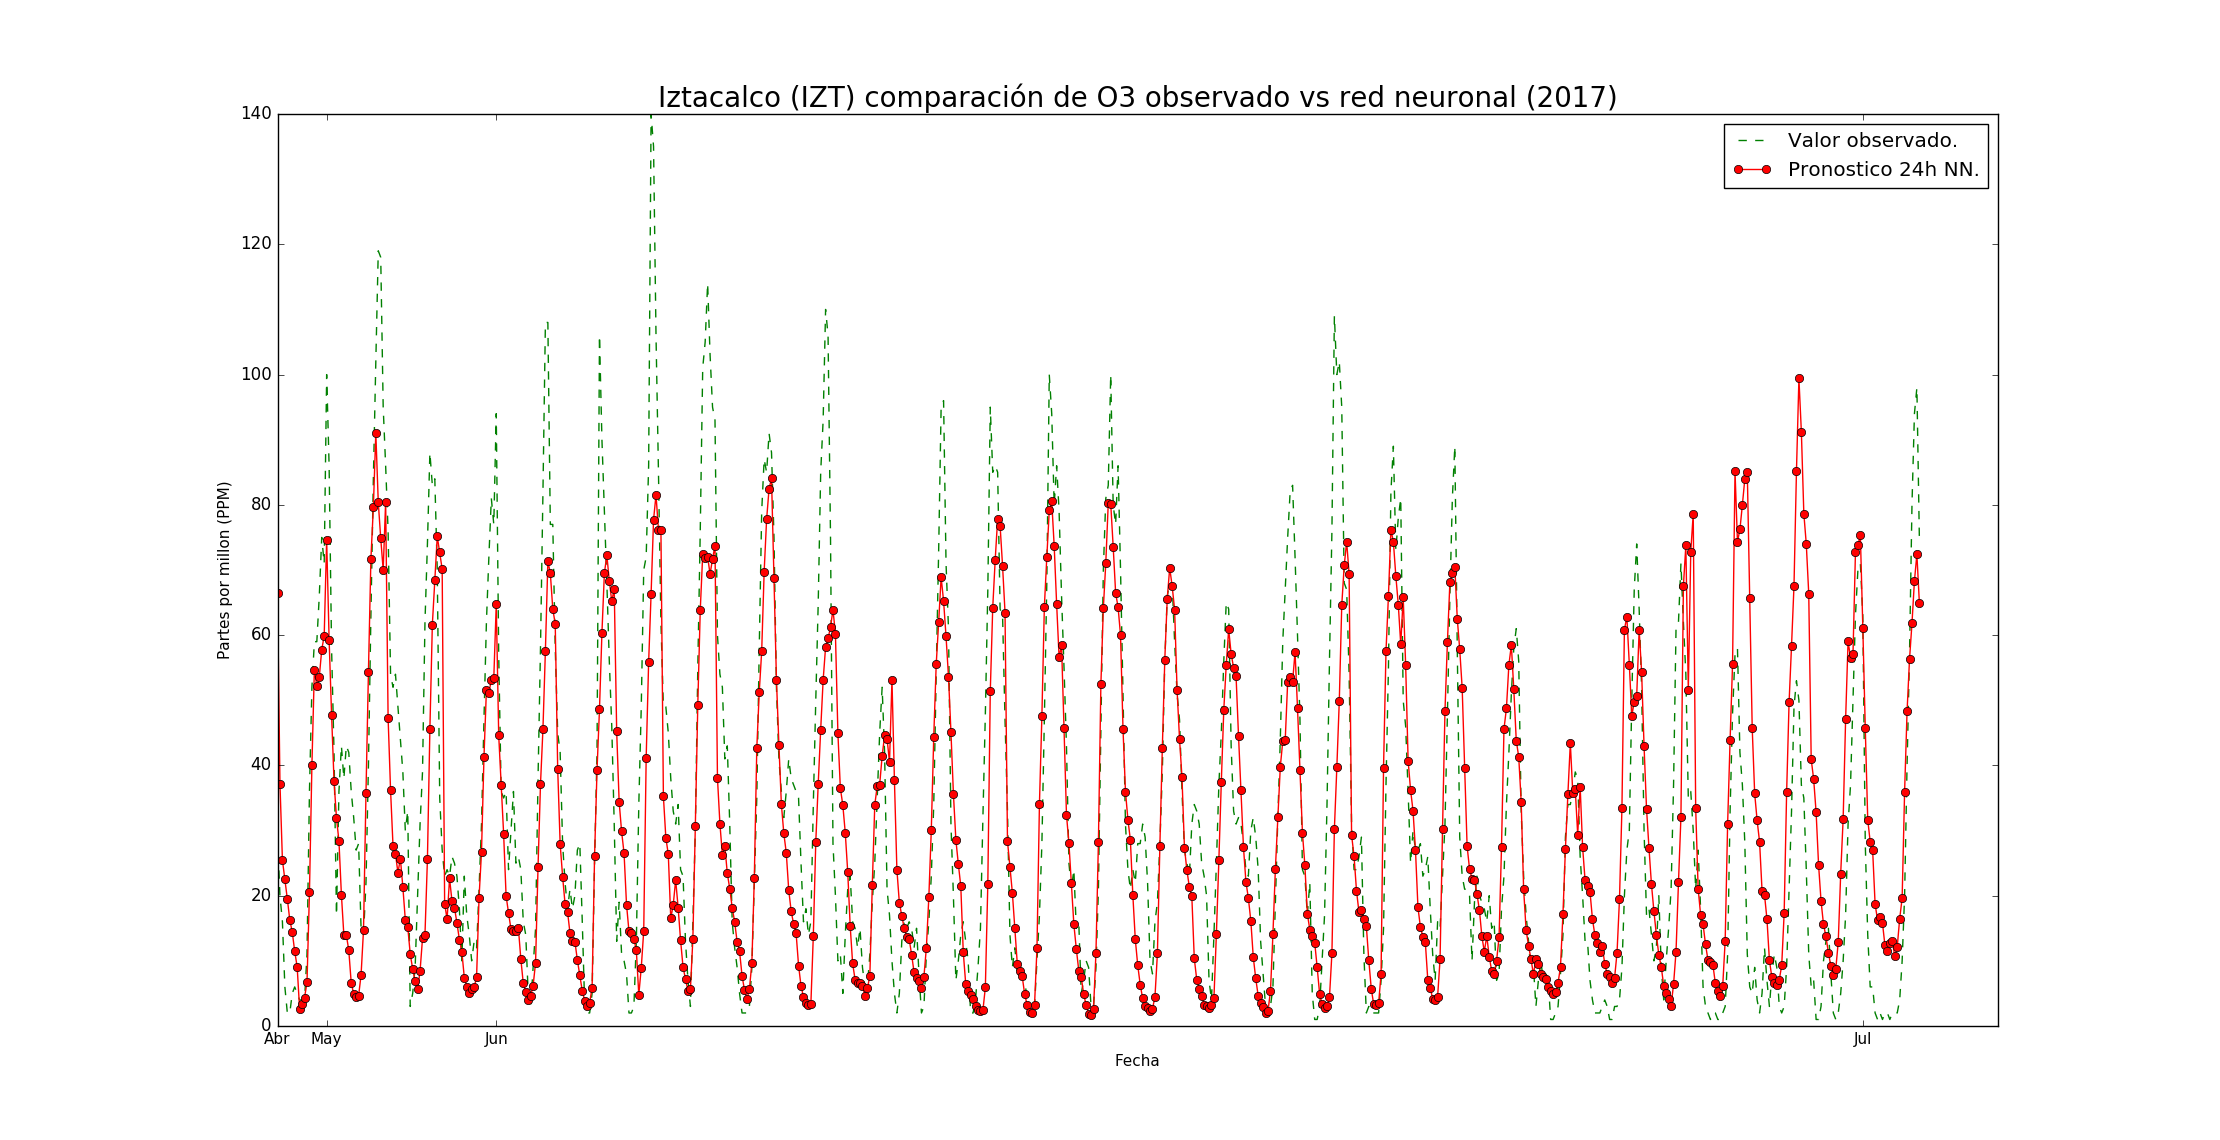 Iztacalco (IZT) comparación de O3 observado vs red neuronal (2017)
140
120
100
80
60
40
20
0
Partes por millon (PPM)
Valor observado.
Pronostico 24h NN.
Abr May Jun Jul
Fecha